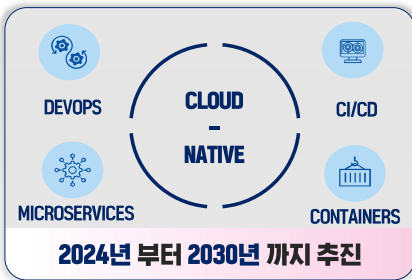 DEVOPS
CLOUD
-
NATIVE
CI/CD
MICROSERVICES
CONTAINERS
2024년 부터 2030년 까지 추진